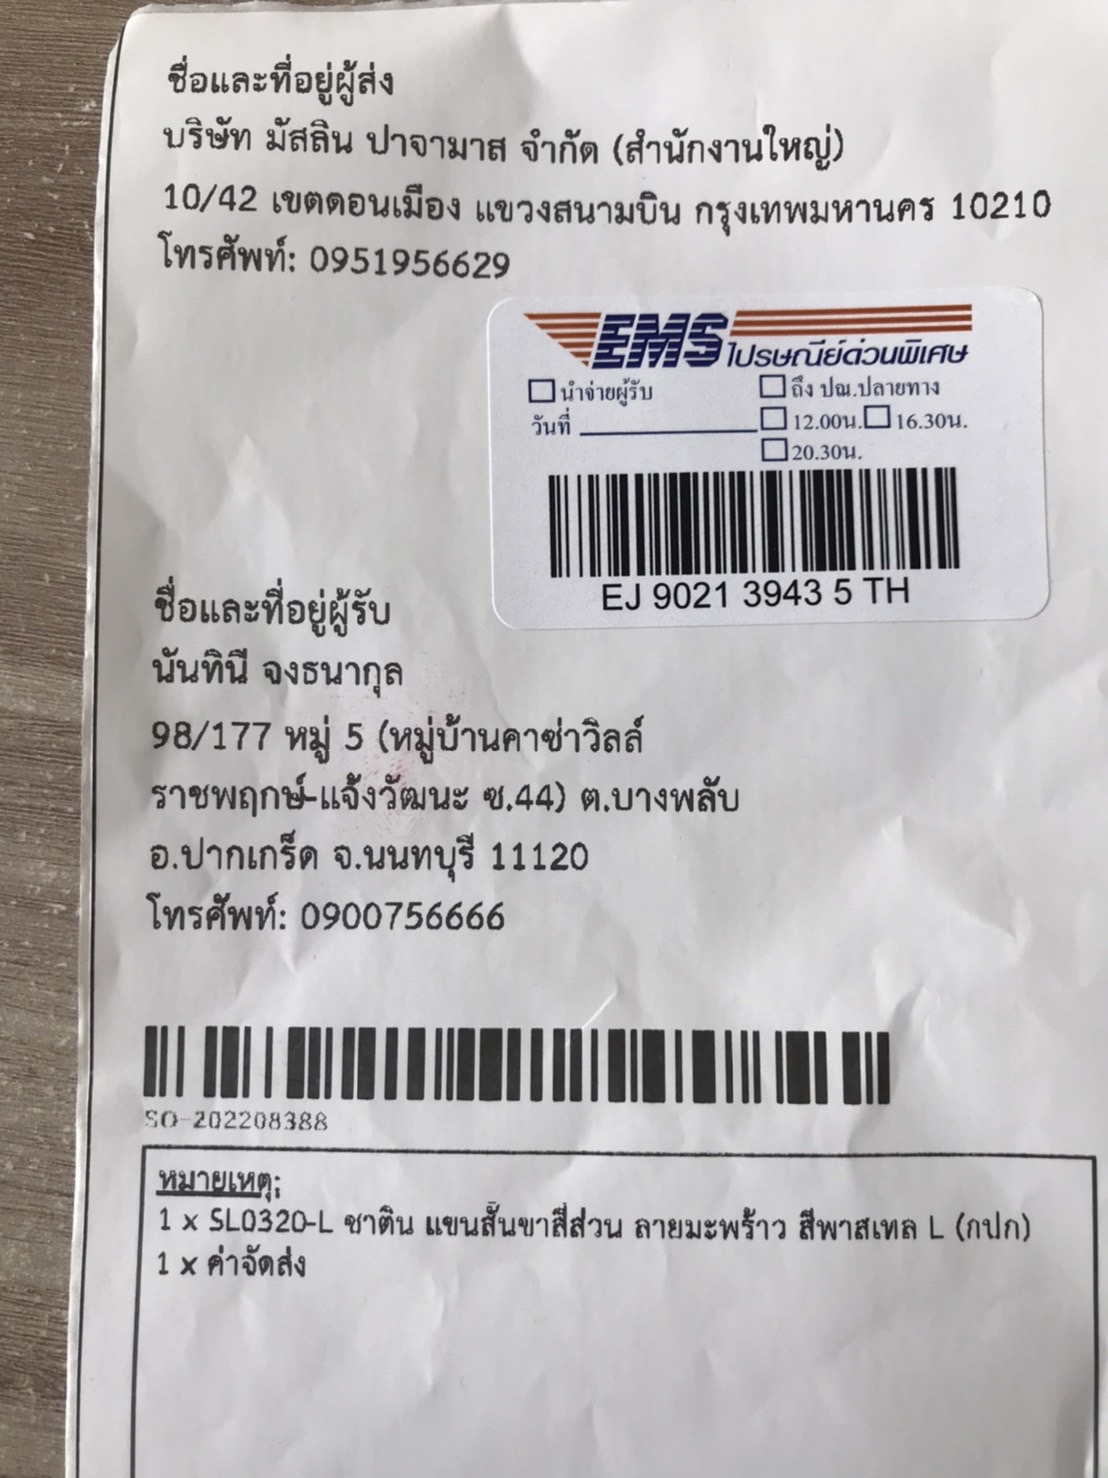 ชื่อและที่อยู่ผู้ส่ง
บริษัท มัสลิน ปาจามาส จำกัด (สำนักงานใหญ่)
10/42 เขตดอนเมือง แขวงสนามบิน กรุงเทพมหานคร 10210
โทรศัพท์: 0951956629
EMS ไปรษณีย์ด่วนพิเศษ
นำจ่ายผู้รับ ถึง ปณ.ปลายทาง
วันที่ 12.00น. 16.30น.
20.30น.
EJ 9021 3943 5 TH
ชื่อและที่อยู่ผู้รับ
นันทินี จงธนากุล
98/177 หมู่ 5 (หมู่บ้านคาซ่าวิลล์
ราชพฤกษ์-แจ้งวัฒนะ ซ.44) ต.บางพลับ
อ.ปากเกร็ด จ.นนทบุรี 11120
โทรศัพท์: 0900756666
SO-202208388
หมายเหตุ:
1 x SL0320-L ซาติน แขนสั้นขาสี่ส่วน ลายมะพร้าว สีพาสเทล L (กปก)
1 x ค่าจัดส่ง